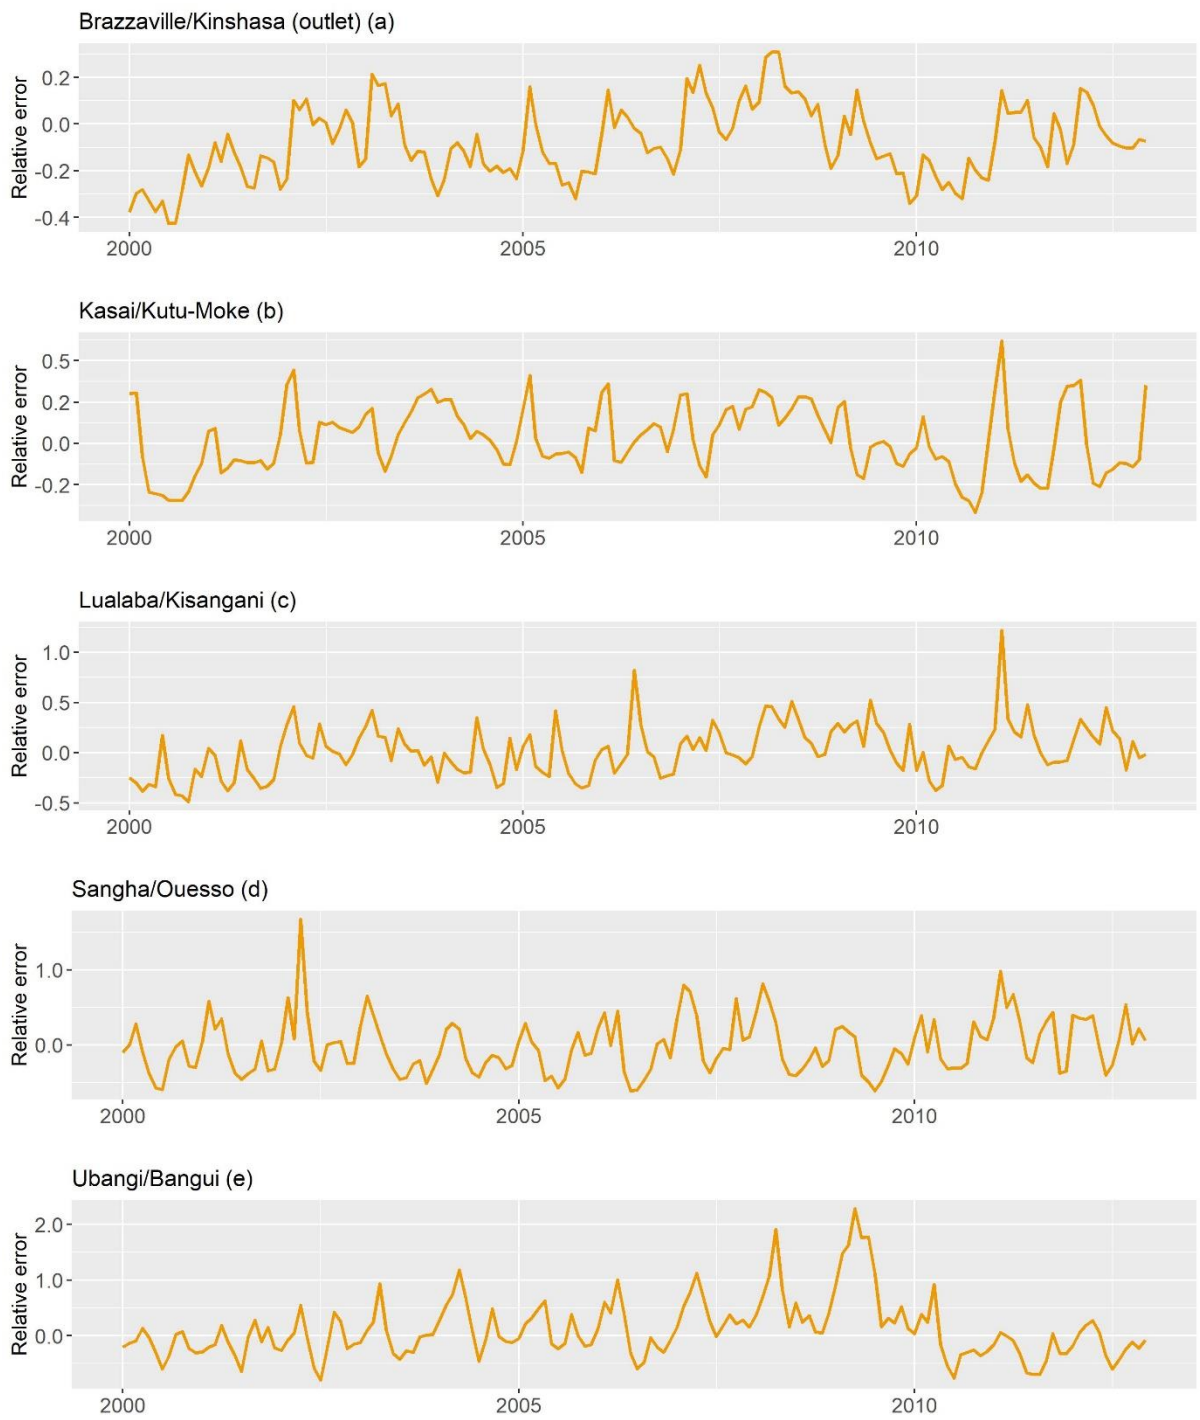 Brazzaville/Kinshasa (outlet) (a)
Relative error
0.2
0.0
-0.2
-0.4
2000 2005 2010
Kasai/Kutu-Moke (b)
Relative error
0.5
0.2
0.0
-0.2
2000 2005 2010
Lualaba/Kisangani (c)
Relative error
1.0
0.5
0.0
-0.5
2000 2005 2010
Sangha/Ouesso (d)
Relative error
1.0
0.0
2000 2005 2010
Ubangi/Bangui (e)
Relative error
2.0
1.0
0.0
2000 2005 2010